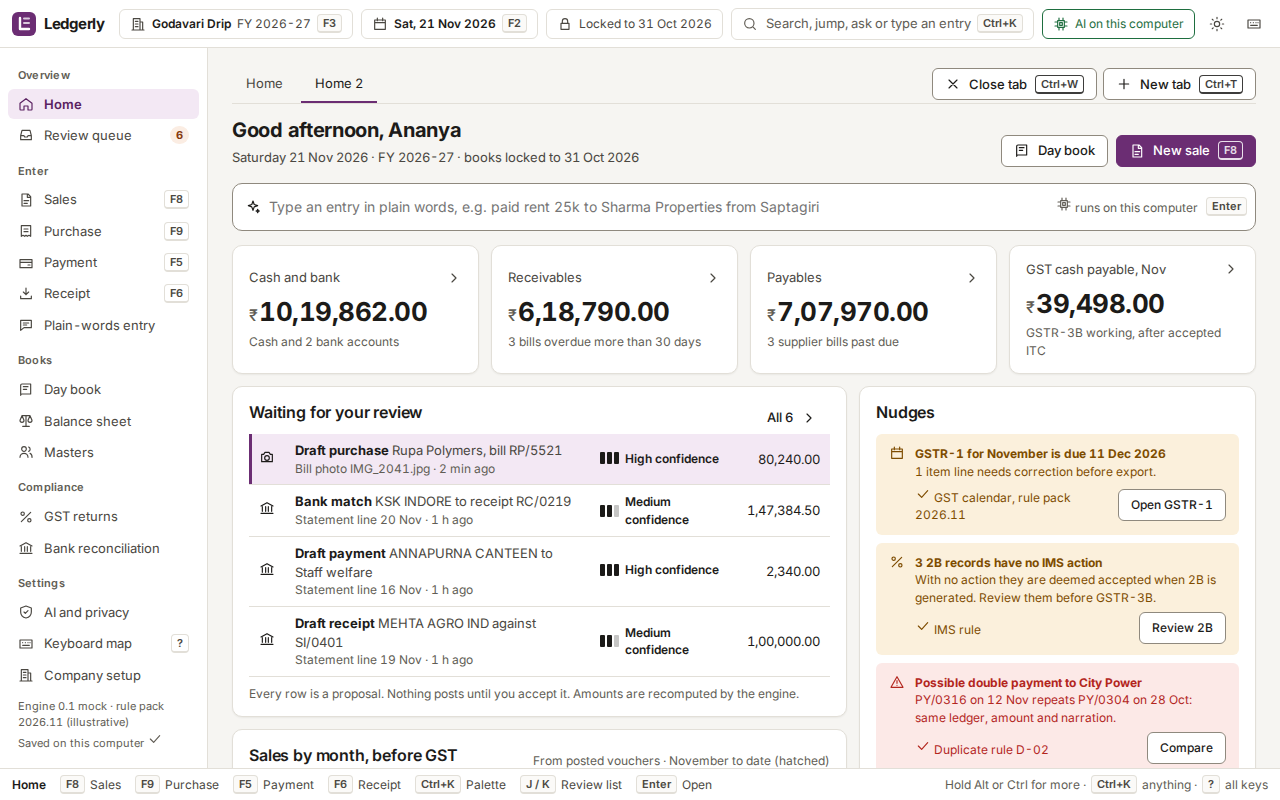 Ledgerly
Godavari Drip FY 2026-27 F3
Sat, 21 Nov 2026 F2
Locked to 31 Oct 2026
Search, jump, ask or type an entry Ctrl+K
AI on this computer
Overview
Home
Review queue 6
Enter
Sales F8
Purchase F9
Payment F5
Receipt F6
Plain-words entry
Books
Day book
Balance sheet
Masters
Compliance
GST returns
Bank reconciliation
Settings
AI and privacy
Keyboard map ?
Company setup
Engine 0.1 mock · rule pack
2026.11 (illustrative)
Saved on this computer
Home
Home 2
Close tab Ctrl+W
New tab Ctrl+T
Good afternoon, Ananya
Saturday 21 Nov 2026 · FY 2026-27 · books locked to 31 Oct 2026
Day book
New sale F8
Type an entry in plain words, e.g. paid rent 25k to Sharma Properties from Saptagiri
runs on this computer Enter
Cash and bank
₹10,19,862.00
Cash and 2 bank accounts
Receivables
₹6,18,790.00
3 bills overdue more than 30 days
Payables
₹7,07,970.00
3 supplier bills past due
GST cash payable, Nov
₹39,498.00
GSTR-3B working, after accepted
ITC
Waiting for your review
All 6
Draft purchase Rupa Polymers, bill RP/5521
Bill photo IMG_2041.jpg · 2 min ago
High confidence
80,240.00
Bank match KSK INDORE to receipt RC/0219
Statement line 20 Nov · 1 h ago
Medium
confidence
1,47,384.50
Draft payment ANNAPURNA CANTEEN to
Staff welfare
Statement line 16 Nov · 1 h ago
High confidence
2,340.00
Draft receipt MEHTA AGRO IND against
SI/0401
Statement line 19 Nov · 1 h ago
Medium
confidence
1,00,000.00
Every row is a proposal. Nothing posts until you accept it. Amounts are recomputed by the engine.
Sales by month, before GST
From posted vouchers · November to date (hatched)
Nudges
GSTR-1 for November is due 11 Dec 2026
1 item line needs correction before export.
GST calendar, rule pack
2026.11
Open GSTR-1
3 2B records have no IMS action
With no action they are deemed accepted when 2B is
generated. Review them before GSTR-3B.
IMS rule
Review 2B
Possible double payment to City Power
PY/0316 on 12 Nov repeats PY/0304 on 28 Oct:
same ledger, amount and narration.
Duplicate rule D-02
Compare
Home F8 Sales F9 Purchase F5 Payment F6 Receipt Ctrl+K Palette J / K Review list Enter Open
Hold Alt or Ctrl for more · Ctrl+K anything · ? all keys